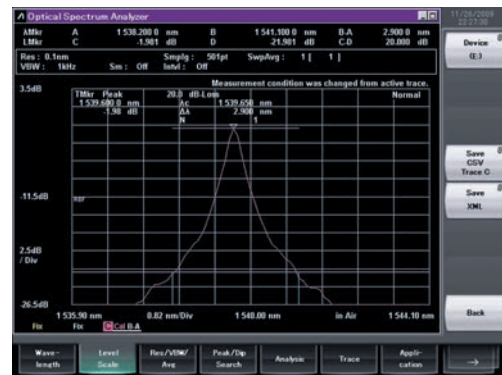 Optical Spectrum Analyzer
11/26/2009
22:27:30
λMkr A 1 538.200 0 nm B 1 541.100 0 nm B-A 2.900 0 nm
LMkr C -1.981 dB D -21.981 dB C-D 20.000 dB
Res : 0.1nm Smplg : 501pt SwpAvg : 1 [ 1 ]
VBW : 1kHz Sm : Off Intvl : Off
Measurement condition was changed from active trace.
3.5dB
TMkr Peak 20.0 dB-Loss Normal
1 539.600 0 nm λc 1 539.650 nm
-1.98 dB Δλ 2.900 nm
N 1
-11.5dB
REF
2.5dB
/ Div
-26.5dB
1 535.90 nm 0.82 nm/Div 1 540.00 nm in Air 1 544.10 nm
Fix Fix C Cal B-A
Device
(E:)
Save
CSV
Trace C
Save
XML
Back
Wave-
length
Level
Scale
Res/VBW/
Avg
Peak/Dip
Search
Analysis
Trace
Appli-
cation
→